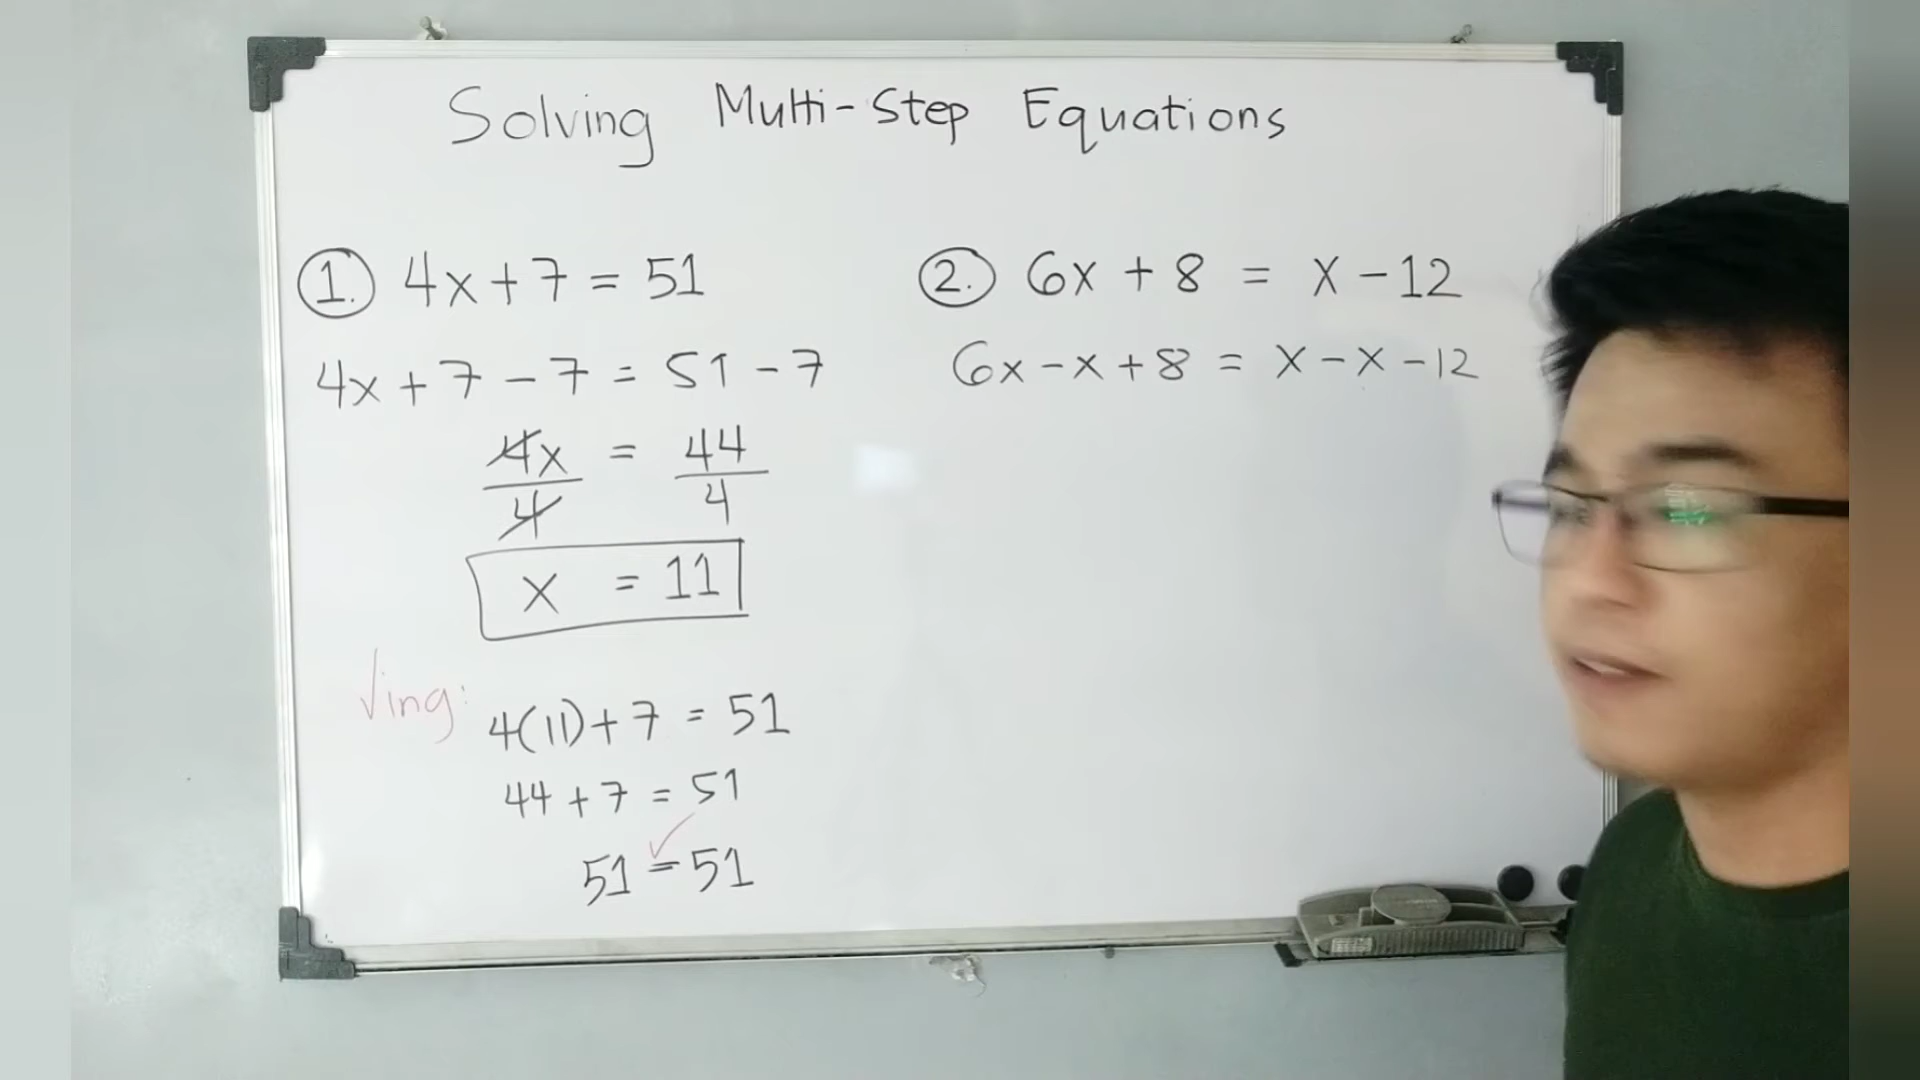 Solving Multi-Step Equations
1. 4x + 7 = 51
4x + 7 - 7 = 51 - 7
4x/4 = 44/4
x = 11
√ing:
4(11) + 7 = 51
44 + 7 = 51
51 = 51
2. 6x + 8 = x - 12
6x - x + 8 = x - x - 12